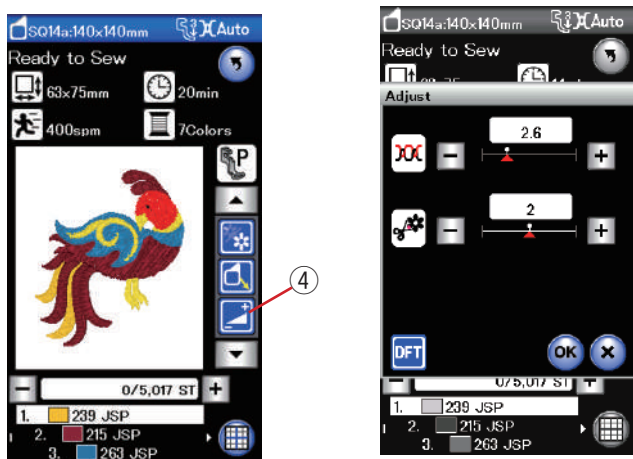 SQ14a:140x140mm
Auto
Ready to Sew
63x75mm
20min
400spm
7Colors
P
0/5,017 ST
1. 239 JSP
2. 215 JSP
3. 263 JSP
4
SQ14a:140x140mm
Auto
Ready to Sew
Adjust
2.6
2
DFT
OK
0/5,017 ST
1. 239 JSP
2. 215 JSP
3. 263 JSP